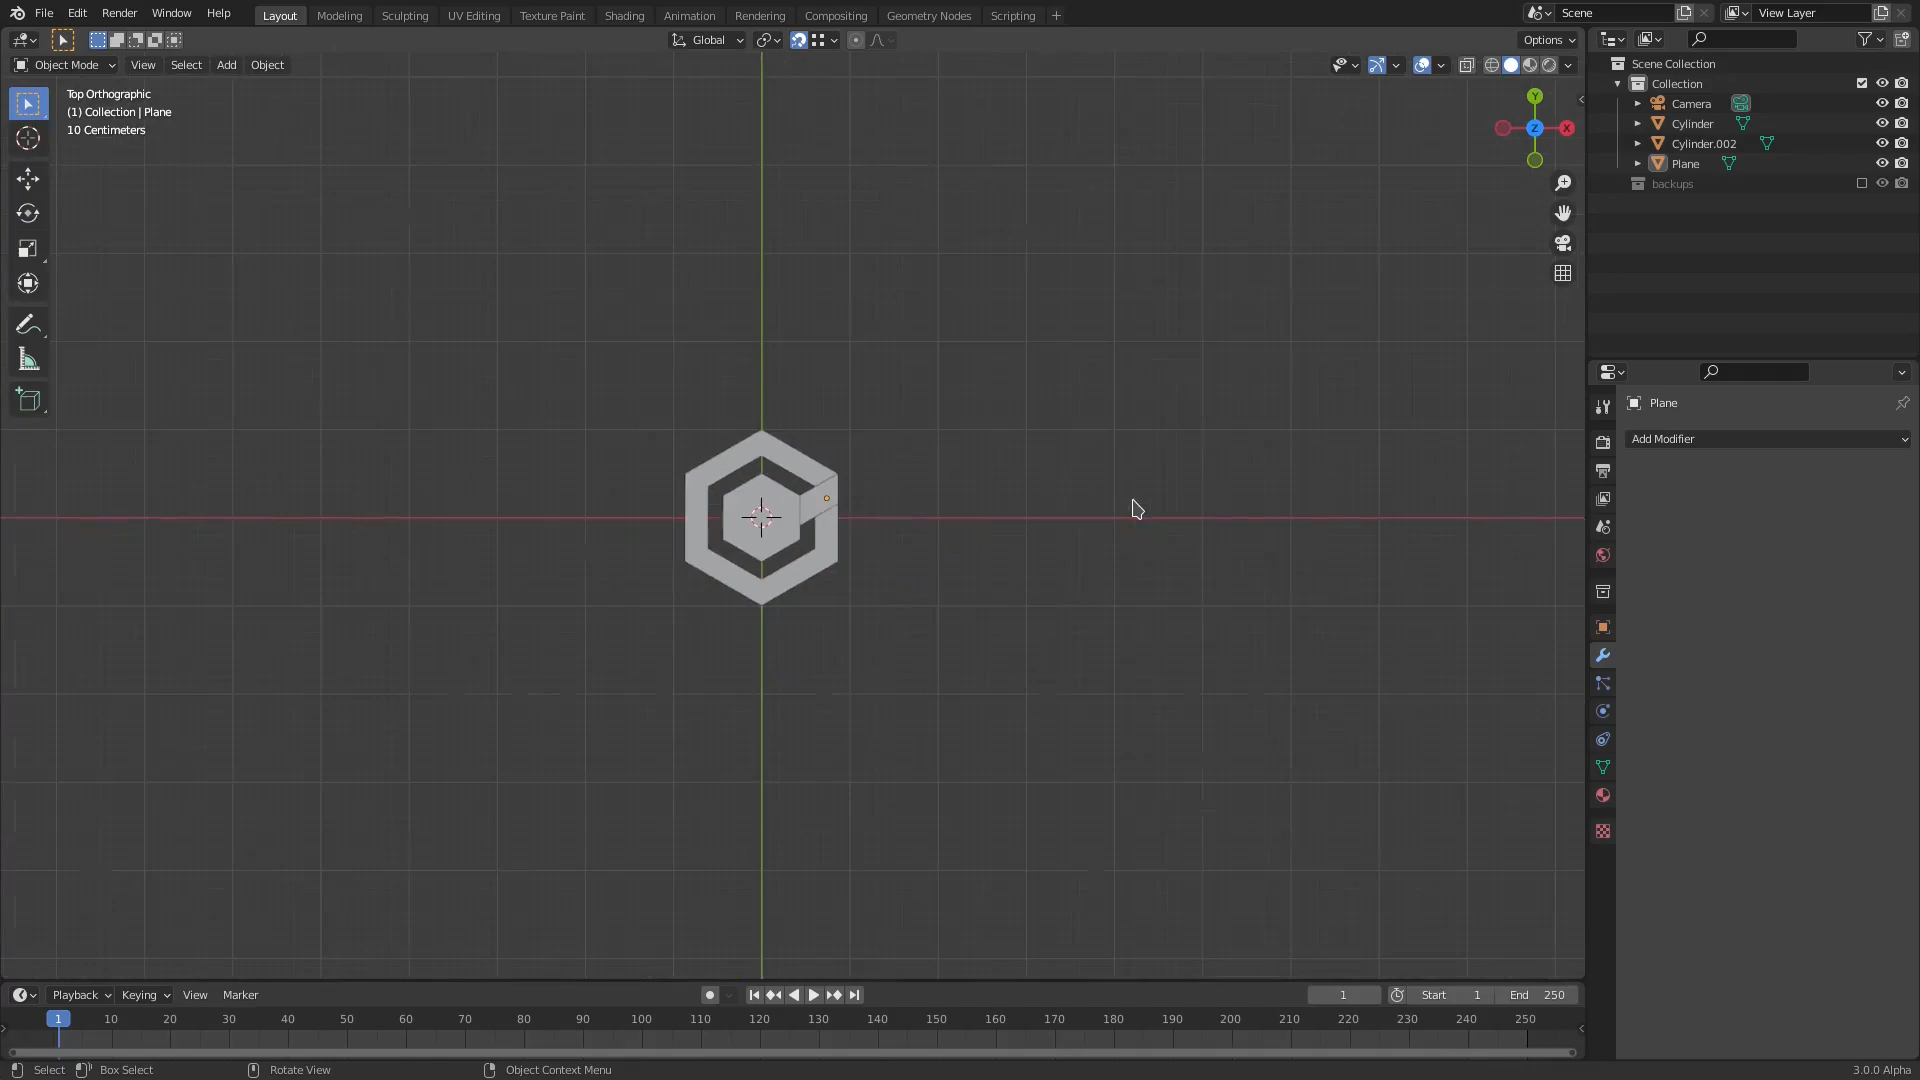 File Edit Render Window Help Layout Modeling Sculpting UV Editing Texture Paint Shading Animation Rendering Compositing Geometry Nodes Scripting + Scene View Layer
Global Options
Object Mode View Select Add Object
Top Orthographic
(1) Collection | Plane
10 Centimeters
Y
X
Z
Scene Collection
Collection
Camera
Cylinder
Cylinder.002
Plane
backups
Plane
Add Modifier
Playback Keying View Marker 1 Start 1 End 250
1 10 20 30 40 50 60 70 80 90 100 110 120 130 140 150 160 170 180 190 200 210 220 230 240 250
Select Box Select Rotate View Object Context Menu 3.0.0 Alpha